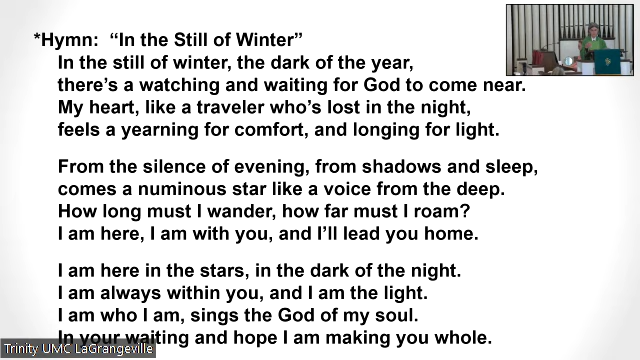 *Hymn: “In the Still of Winter”
In the still of winter, the dark of the year,
there’s a watching and waiting for God to come near.
My heart, like a traveler who’s lost in the night,
feels a yearning for comfort, and longing for light.
From the silence of evening, from shadows and sleep,
comes a numinous star like a voice from the deep.
How long must I wander, how far must I roam?
I am here, I am with you, and I’ll lead you home.
I am here in the stars, in the dark of the night.
I am always within you, and I am the light.
I am who I am, sings the God of my soul.
In your waiting and hope I am making you whole.
Trinity UMC LaGrangeville